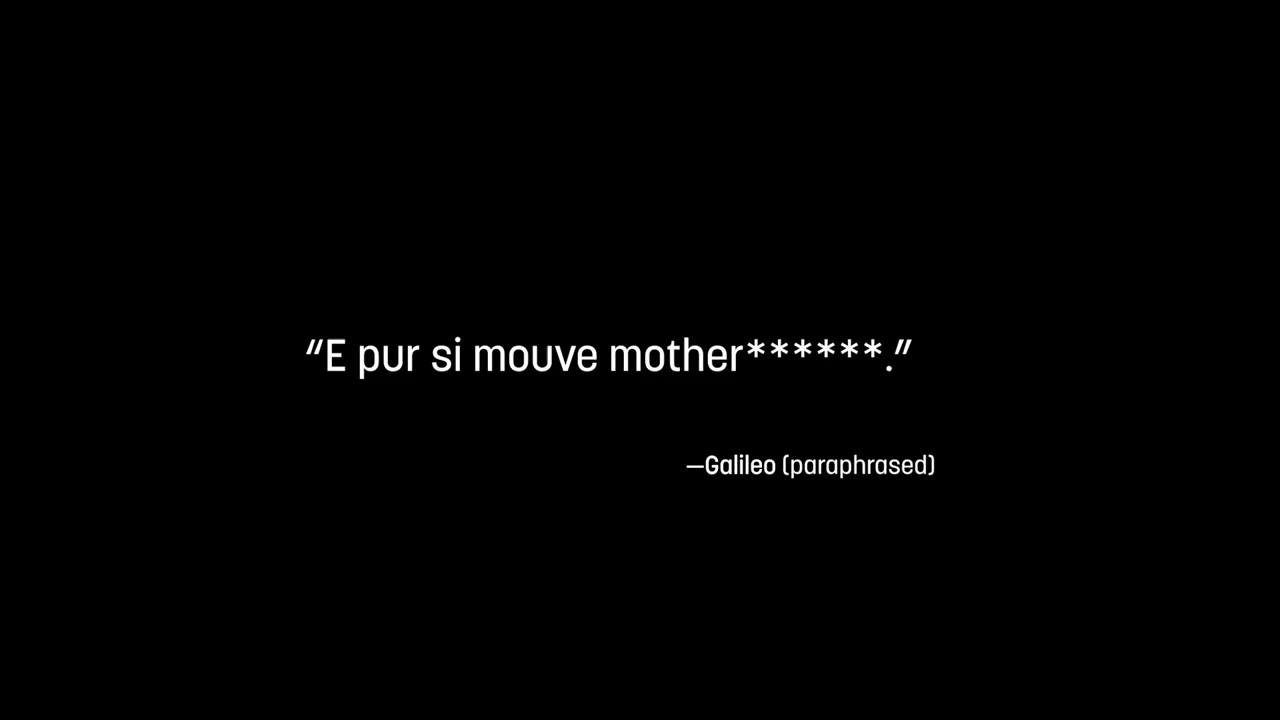 “E pur si mouve mother******.”
—Galileo (paraphrased)